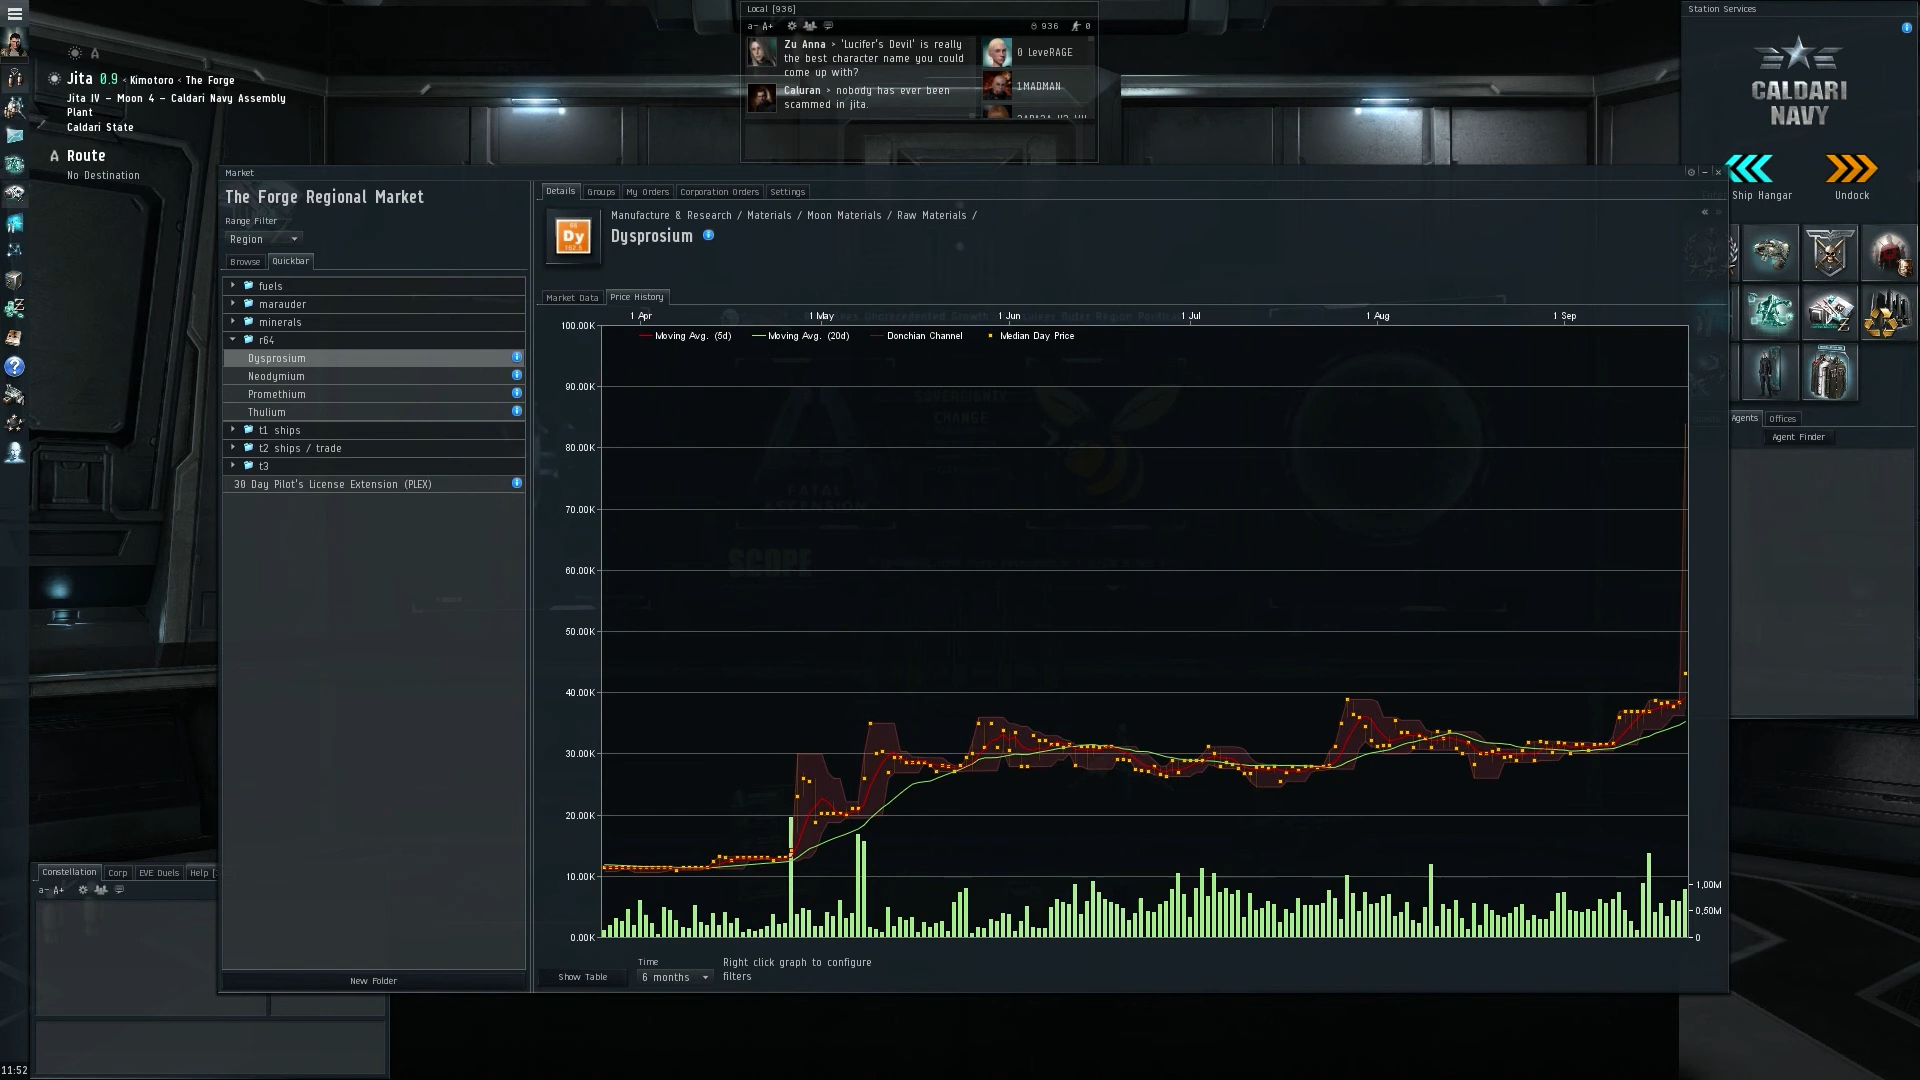 Local [936]
a- A+
936
0
Zu Anna > 'Lucifer's Devil' is really
the best character name you could
come up with?
Caluran > nobody has ever been
scammed in jita.
0 LeveRAGE
1MADMAN
Station Services
CALDARI
NAVY
Ship Hangar
Undock
Agents
Offices
Agent Finder
A
Jita 0.9 < Kimotoro < The Forge
Jita IV - Moon 4 - Caldari Navy Assembly
Plant
Caldari State
A Route
No Destination
Market
The Forge Regional Market
Range Filter
Region
Browse
Quickbar
fuels
marauder
minerals
r64
Dysprosium
Neodymium
Promethium
Thulium
t1 ships
t2 ships / trade
t3
30 Day Pilot's License Extension (PLEX)
New Folder
Details
Groups
My Orders
Corporation Orders
Settings
Dy
Manufacture & Research / Materials / Moon Materials / Raw Materials /
Dysprosium
Market Data
Price History
1 Apr
1 May
1 Jun
1 Jul
1 Aug
1 Sep
Moving Avg. (5d)
Moving Avg. (20d)
Donchian Channel
Median Day Price
100.00K
90.00K
80.00K
70.00K
60.00K
50.00K
40.00K
30.00K
20.00K
10.00K
0.00K
1,00M
0,50M
0
SOVEREIGNTY
CHANGE
FATAL
ASCENSION
SCOPE
Show Table
Time
6 months
Right click graph to configure
filters
Constellation
Corp
EVE Duels
Help [
a- A+
11:52